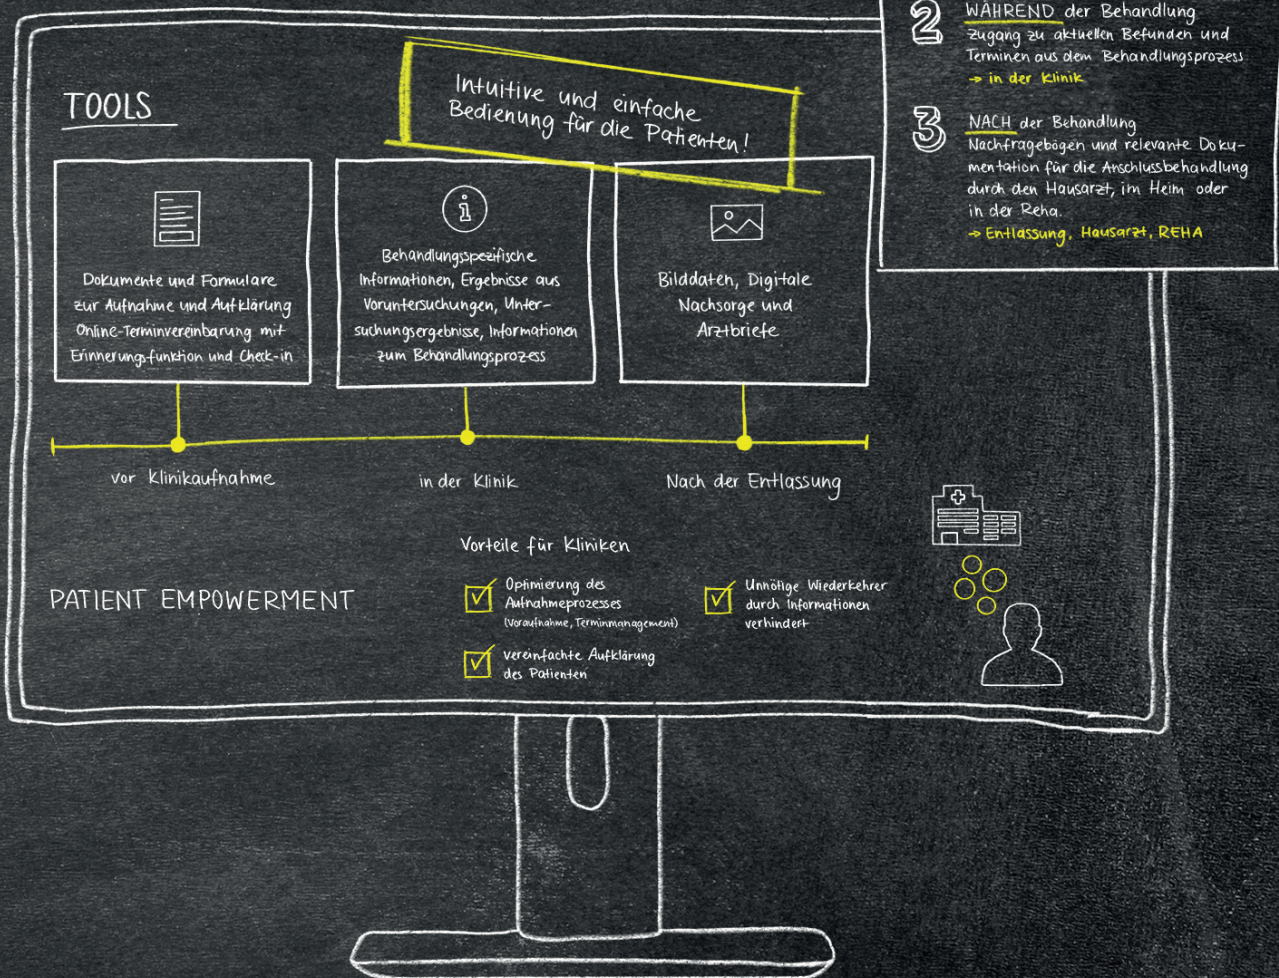 TOOLS
Intuitive und einfache
Bedienung für die Patienten!
2
WÄHREND der Behandlung
Zugang zu aktuellen Befunden und
Terminen aus dem Behandlungsprozess
→ in der Klinik
3
NACH der Behandlung
Nachfragebögen und relevante Doku-
mentation für die Anschlussbehandlung
durch den Hausarzt, im Heim oder
in der Reha.
→ Entlassung, Hausarzt, REHA
Dokumente und Formulare
zur Aufnahme und Aufklärung
Online-Terminvereinbarung mit
Erinnerungsfunktion und Check-in
i
Behandlungsspezifische
Informationen, Ergebnisse aus
Voruntersuchungen, Unter-
suchungsergebnisse, Informationen
zum Behandlungsprozess
Bilddaten, Digitale
Nachsorge und
Arztbriefe
vor Klinikaufnahme
in der Klinik
Nach der Entlassung
PATIENT EMPOWERMENT
Vorteile für Kliniken
Optimierung des
Aufnahmeprozesses
(Voraufnahme, Terminmanagement)
vereinfachte Aufklärung
des Patienten
Unnötige Wiederkehrer
durch Informationen
verhindert